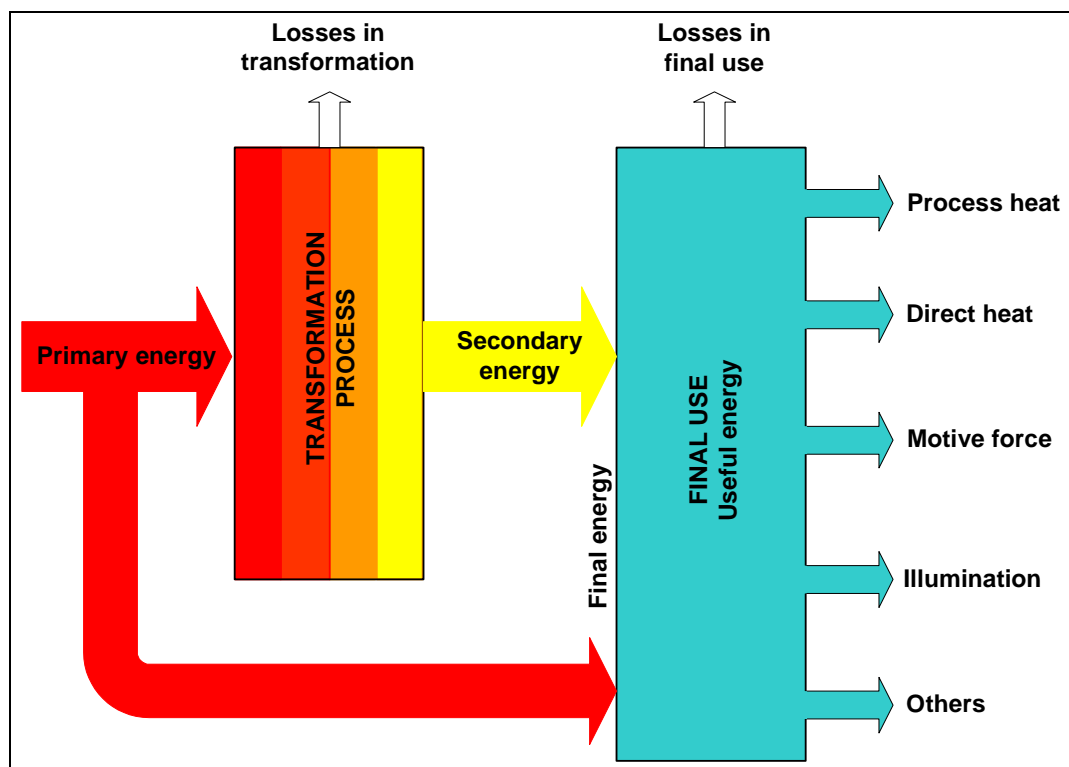 Losses in
transformation
Losses in
final use
Primary energy
TRANSFORMATION
PROCESS
Secondary
energy
Final energy
FINAL USE
Useful energy
Process heat
Direct heat
Motive force
Illumination
Others